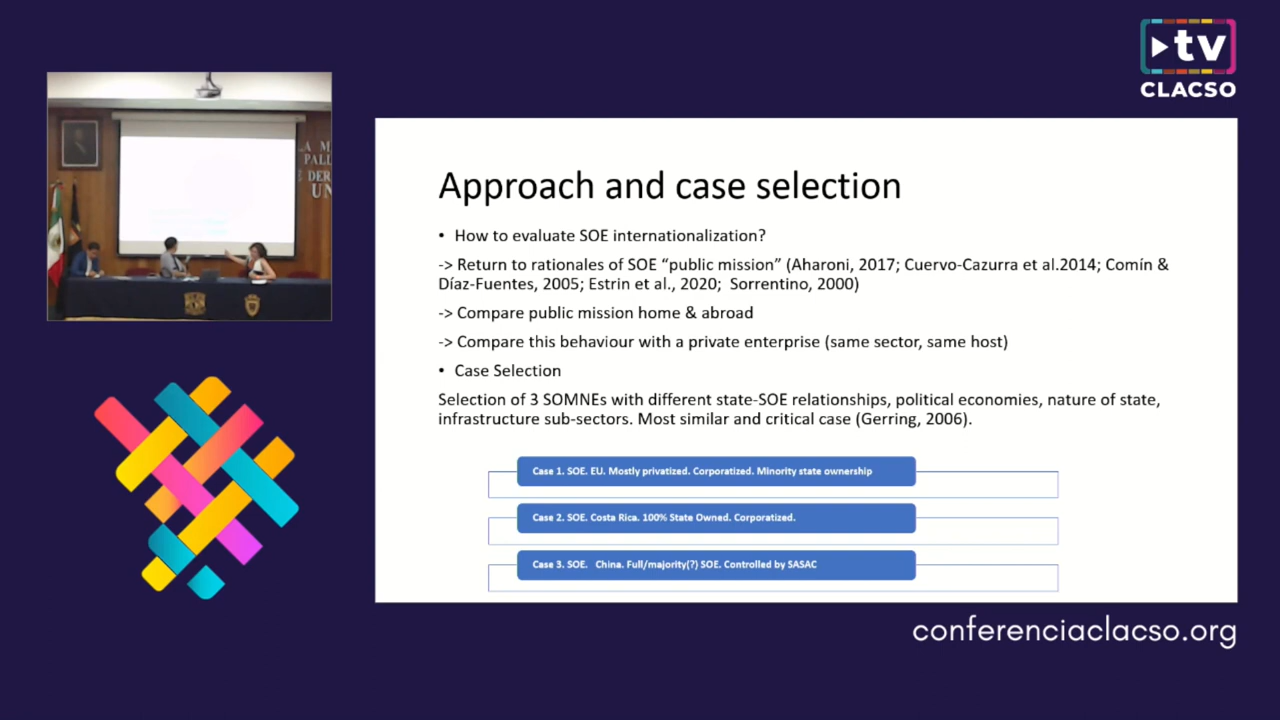 tv
CLACSO
LA M
PALL
E DER
UN
Approach and case selection
• How to evaluate SOE internationalization?
-> Return to rationales of SOE “public mission” (Aharoni, 2017; Cuervo-Cazurra et al.2014; Comín &
Díaz-Fuentes, 2005; Estrin et al., 2020; Sorrentino, 2000)
-> Compare public mission home & abroad
-> Compare this behaviour with a private enterprise (same sector, same host)
• Case Selection
Selection of 3 SOMNEs with different state-SOE relationships, political economies, nature of state,
infrastructure sub-sectors. Most similar and critical case (Gerring, 2006).
Case 1. SOE. EU. Mostly privatized. Corporatized. Minority state ownership
Case 2. SOE. Costa Rica. 100% State Owned. Corporatized.
Case 3. SOE. China. Full/majority(?) SOE. Controlled by SASAC
conferenciaclacso.org